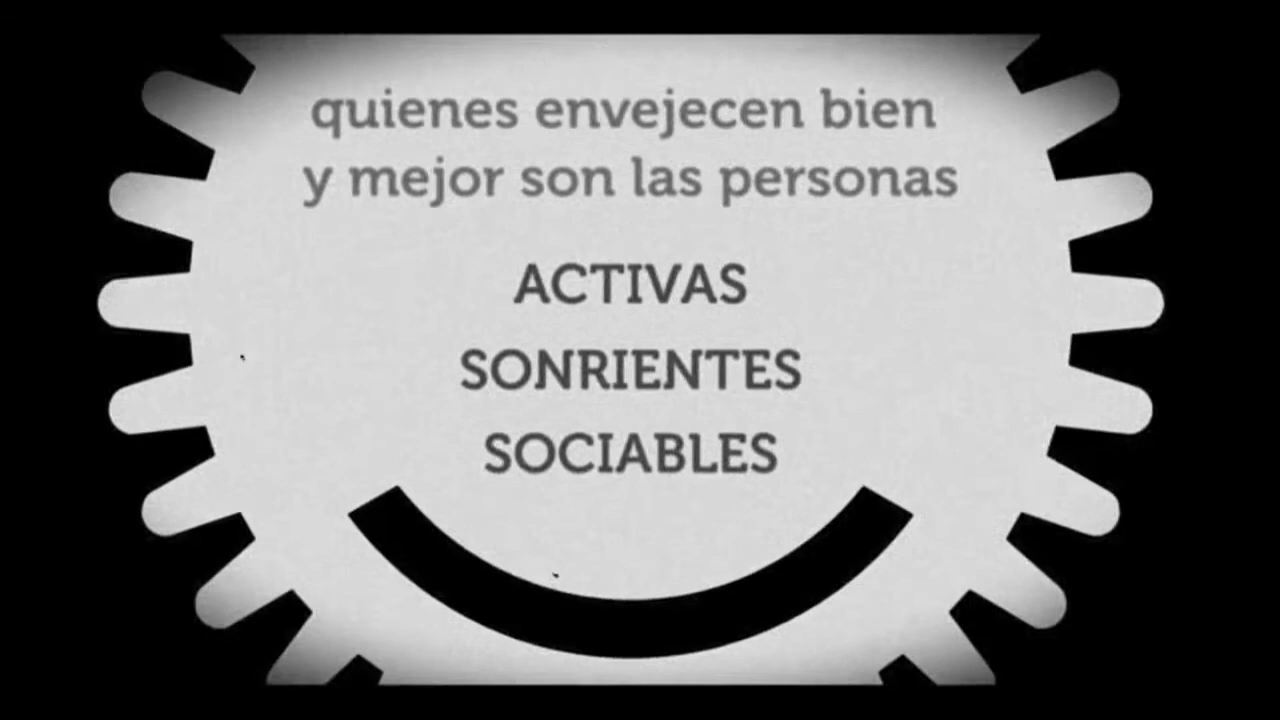 quienes envejecen bien
y mejor son las personas
ACTIVAS
SONRIENTES
SOCIABLES